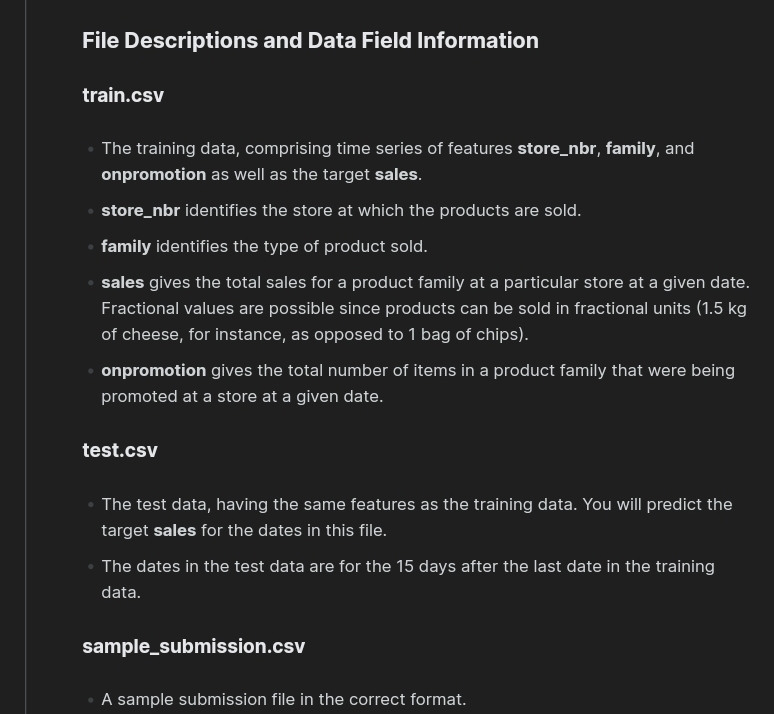 File Descriptions and Data Field Information
train.csv
The training data, comprising time series of features store_nbr, family, and
onpromotion as well as the target sales.
store_nbr identifies the store at which the products are sold.
family identifies the type of product sold.
sales gives the total sales for a product family at a particular store at a given date.
Fractional values are possible since products can be sold in fractional units (1.5 kg
of cheese, for instance, as opposed to 1 bag of chips).
onpromotion gives the total number of items in a product family that were being
promoted at a store at a given date.
test.csv
The test data, having the same features as the training data. You will predict the
target sales for the dates in this file.
The dates in the test data are for the 15 days after the last date in the training
data.
sample_submission.csv
A sample submission file in the correct format.